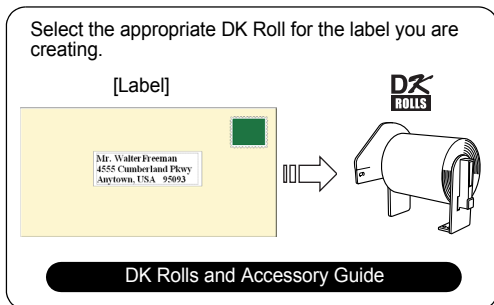 Select the appropriate DK Roll for the label you are
creating.
[Label]
DK
ROLLS
Mr. Walter Freeman
4555 Cumberland Pkwy
Anytown, USA 95093
DK Rolls and Accessory Guide